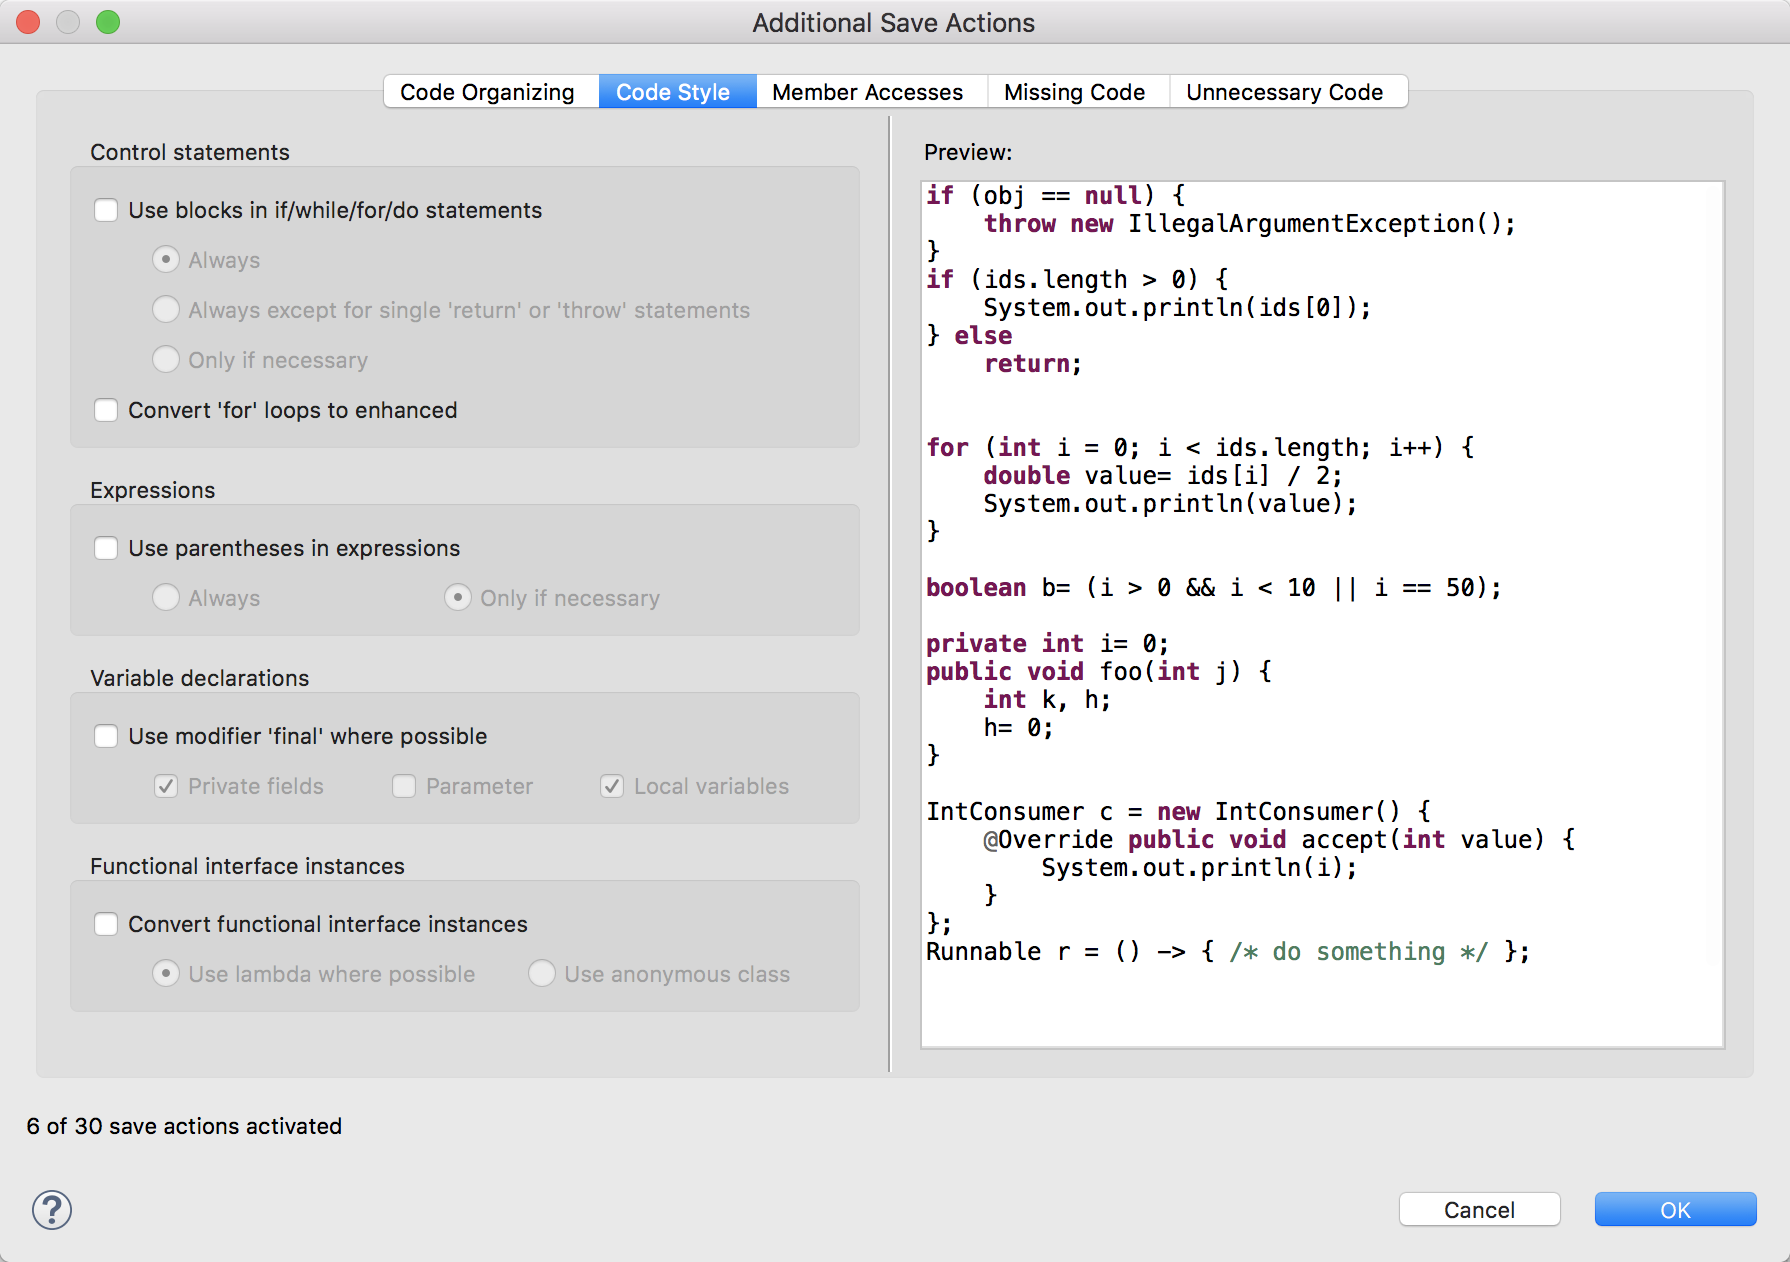 Additional Save Actions
Code Organizing
Code Style
Member Accesses
Missing Code
Unnecessary Code
Control statements
Use blocks in if/while/for/do statements
Always
Always except for single 'return' or 'throw' statements
Only if necessary
Convert 'for' loops to enhanced
Expressions
Use parentheses in expressions
Always
Only if necessary
Variable declarations
Use modifier 'final' where possible
Private fields
Parameter
Local variables
Functional interface instances
Convert functional interface instances
Use lambda where possible
Use anonymous class
Preview:
if (obj == null) {
    throw new IllegalArgumentException();
}
if (ids.length > 0) {
    System.out.println(ids[0]);
} else
    return;
for (int i = 0; i < ids.length; i++) {
    double value= ids[i] / 2;
    System.out.println(value);
}
boolean b= (i > 0 && i < 10 || i == 50);
private int i= 0;
public void foo(int j) {
    int k, h;
    h= 0;
}
IntConsumer c = new IntConsumer() {
    @Override public void accept(int value) {
        System.out.println(i);
    }
};
Runnable r = () -> { /* do something */ };
6 of 30 save actions activated
?
Cancel
OK